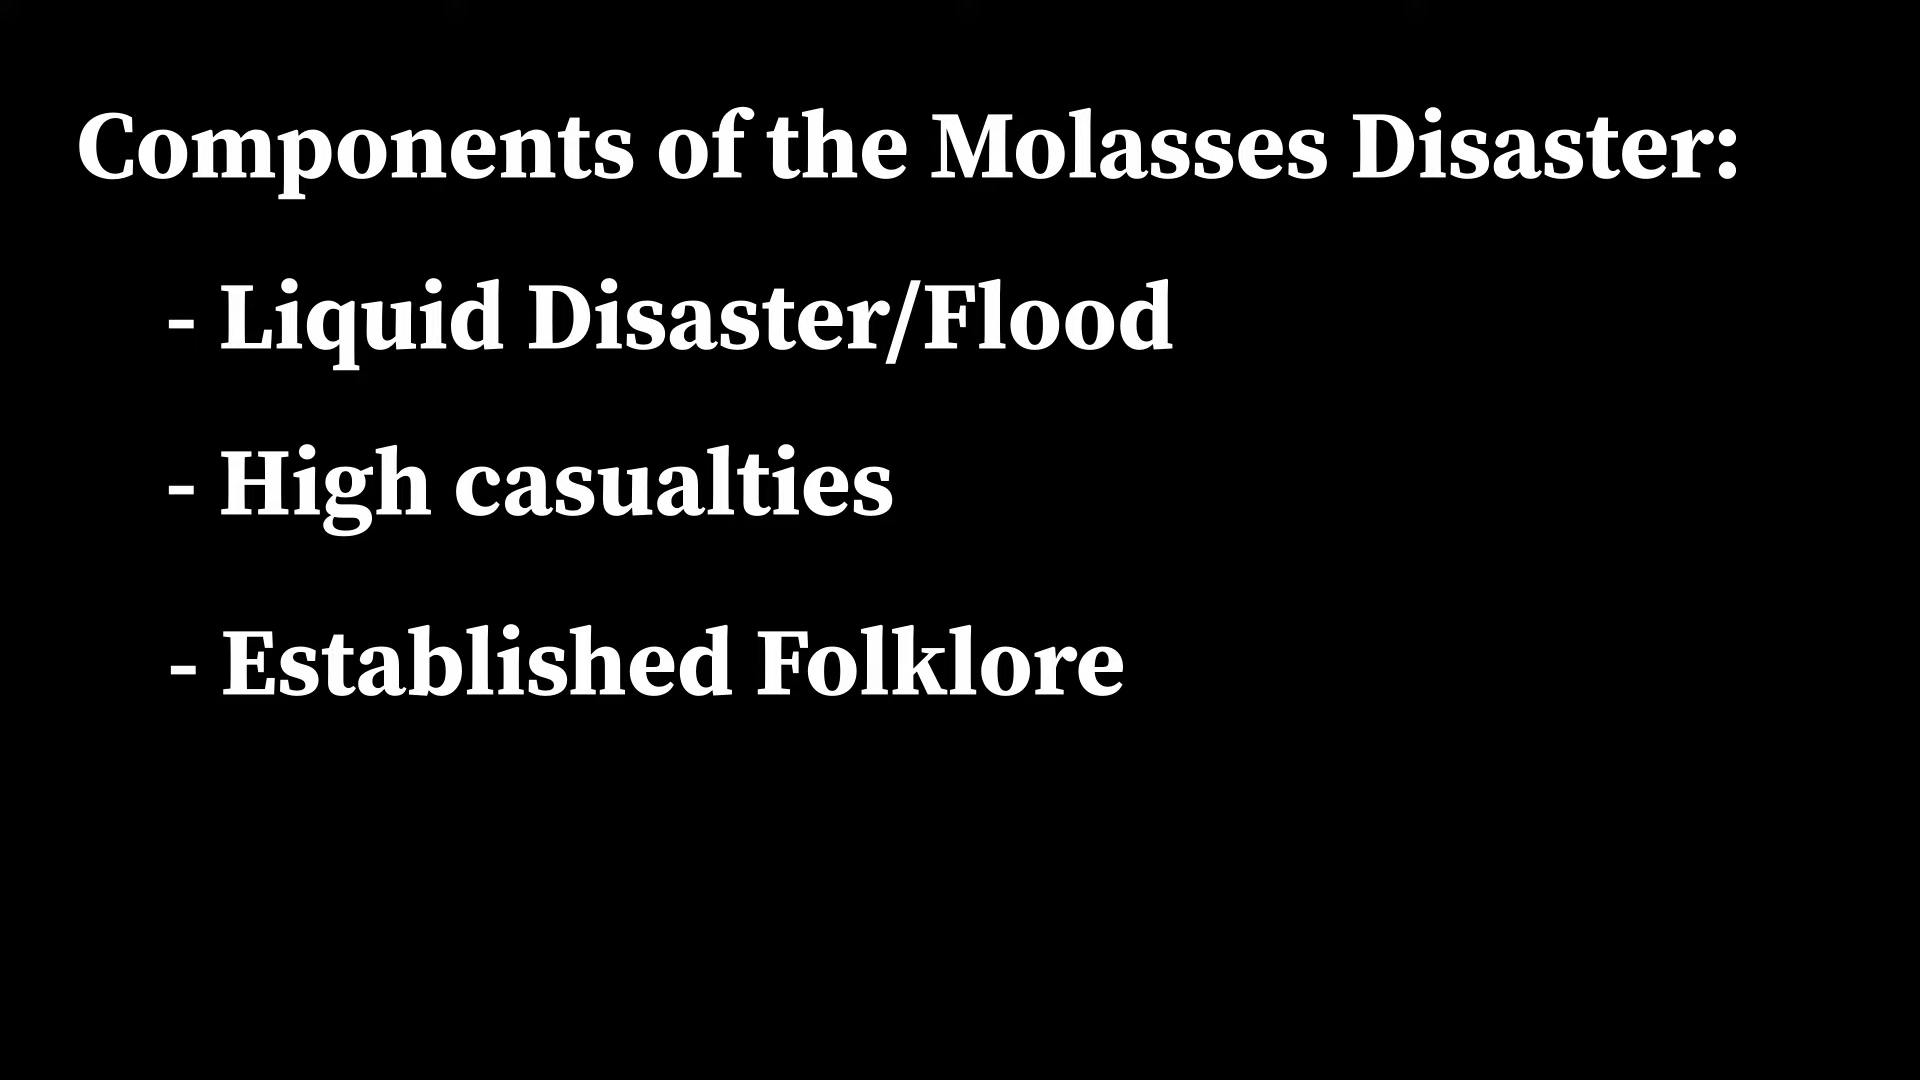 Components of the Molasses Disaster:
- Liquid Disaster/Flood
- High casualties
- Established Folklore